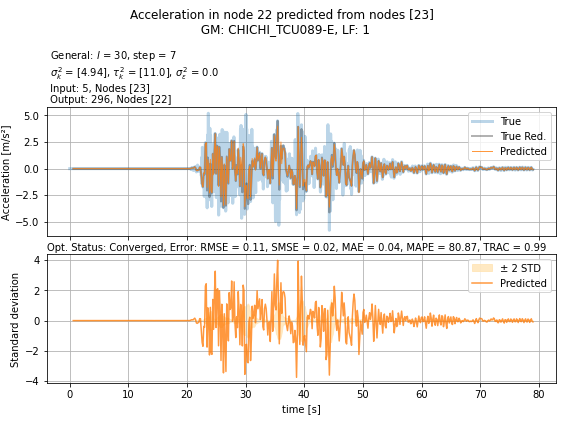 Acceleration in node 22 predicted from nodes [23]
GM: CHICHI_TCU089-E, LF: 1
General: l = 30, step = 7
σ²ₖ = [4.94], τ²ₖ = [11.0], σ²ε = 0.0
Input: 5, Nodes [23]
Output: 296, Nodes [22]
Acceleration [m/s²]
5.0
2.5
0.0
−2.5
−5.0
True
True Red.
Predicted
Opt. Status: Converged, Error: RMSE = 0.11, SMSE = 0.02, MAE = 0.04, MAPE = 80.87, TRAC = 0.99
Standard deviation
4
2
0
−2
−4
± 2 STD
Predicted
0 10 20 30 40 50 60 70 80
time [s]